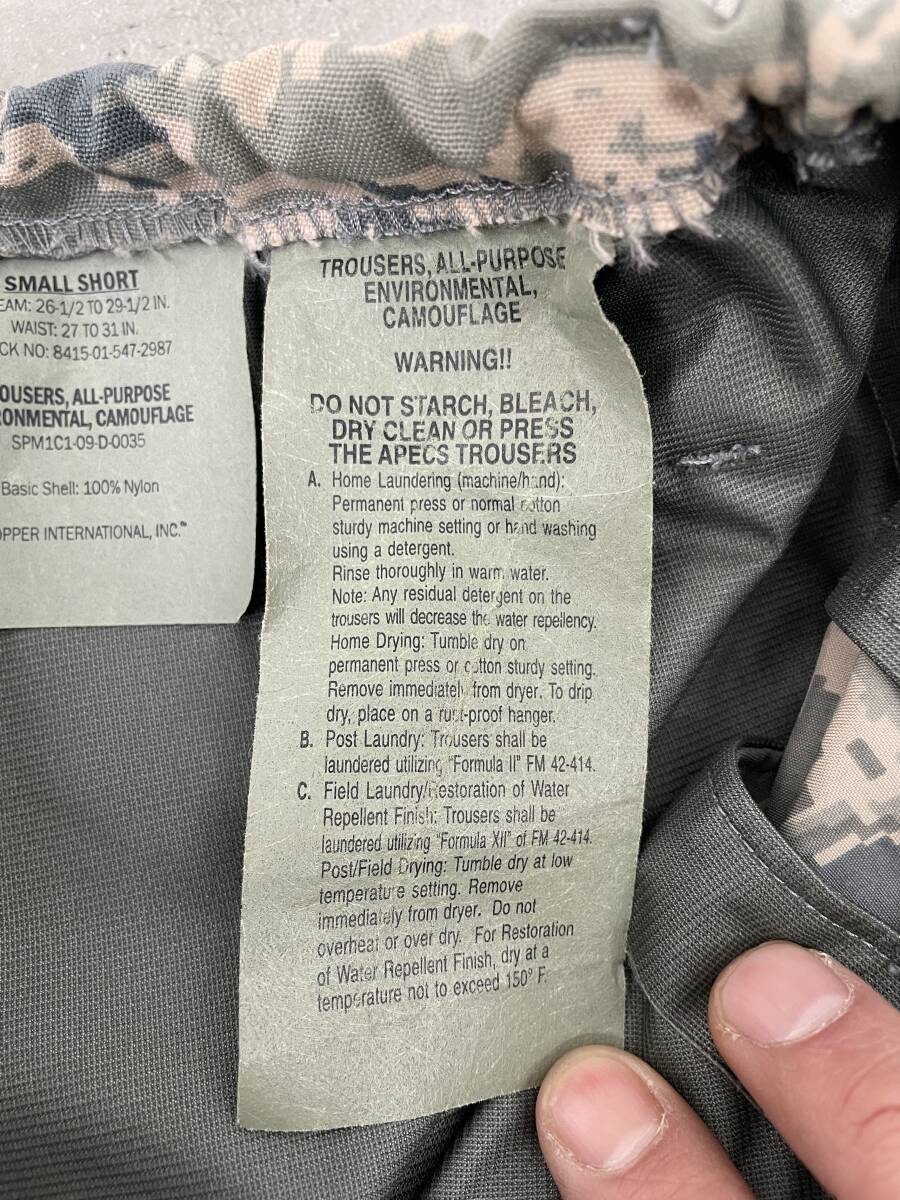 SMALL SHORT
EAM: 26-1/2 TO 29-1/2 IN.
WAIST: 27 TO 31 IN.
CK NO: 8415-01-547-2987
OUSERS, ALL-PURPOSE
RONMENTAL, CAMOUFLAGE
SPM1C1-09-D-0035
Basic Shell: 100% Nylon
OPPER INTERNATIONAL, INC.™
TROUSERS, ALL-PURPOSE
ENVIRONMENTAL,
CAMOUFLAGE
WARNING!!
DO NOT STARCH, BLEACH,
DRY CLEAN OR PRESS
THE APECS TROUSERS
A. Home Laundering (machine/hand):
Permanent press or normal cotton
sturdy machine setting or hand washing
using a detergent.
Rinse thoroughly in warm water.
Note: Any residual detergent on the
trousers will decrease the water repellency.
Home Drying: Tumble dry on
permanent press or cotton sturdy setting.
Remove immediately from dryer. To drip
dry, place on a rust-proof hanger.
B. Post Laundry: Trousers shall be
laundered utilizing "Formula II" FM 42-414.
C. Field Laundry/Restoration of Water
Repellent Finish: Trousers shall be
laundered utilizing "Formula XII" of FM 42-414.
Post/Field Drying: Tumble dry at low
temperature setting. Remove
immediately from dryer. Do not
overheat or over dry. For Restoration
of Water Repellent Finish, dry at a
temperature not to exceed 150° F.